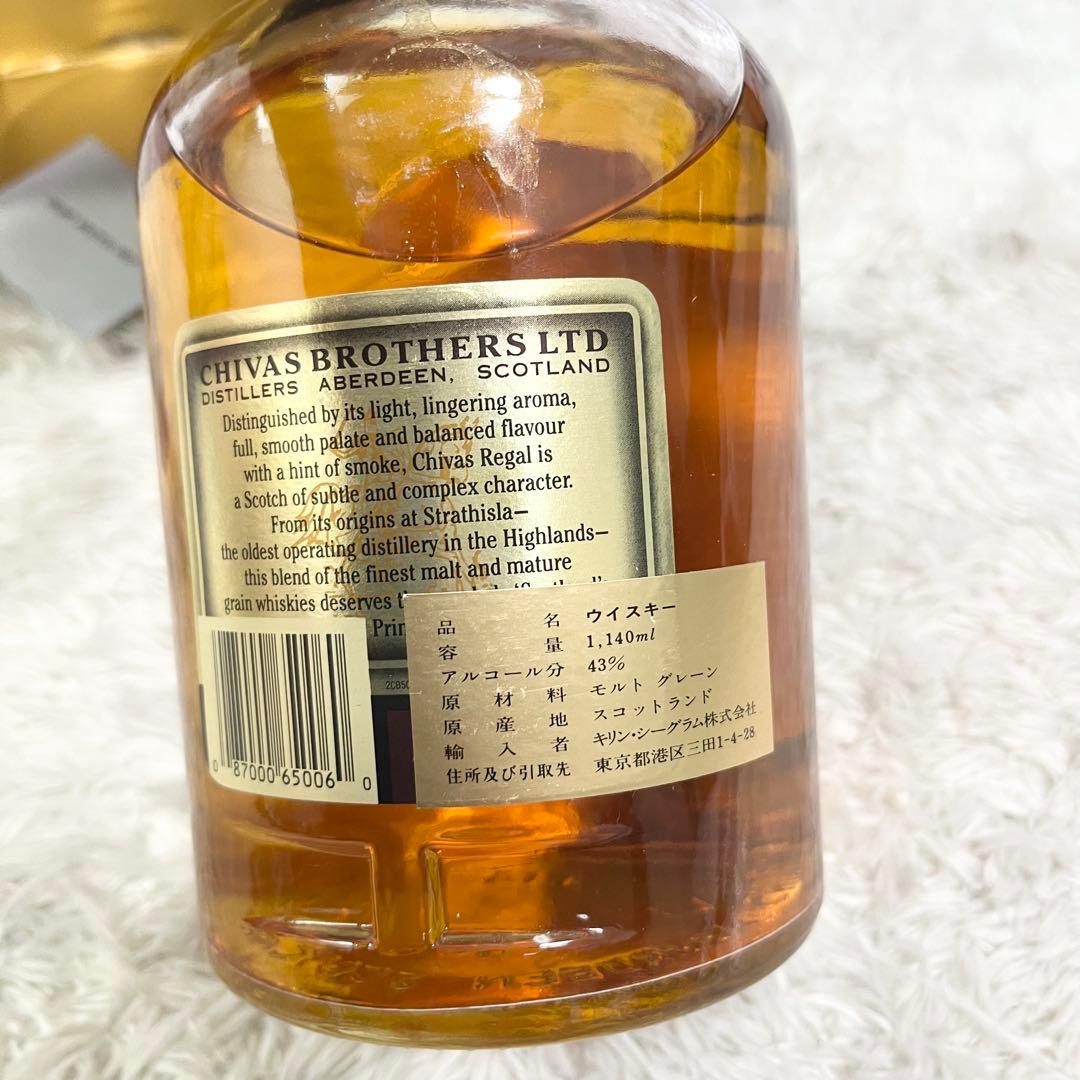 CHIVAS BROTHERS LTD
DISTILLERS ABERDEEN, SCOTLAND
Distinguished by its light, lingering aroma,
full, smooth palate and balanced flavour
with a hint of smoke, Chivas Regal is
a Scotch of subtle and complex character.
From its origins at Strathisla—
the oldest operating distillery in the Highlands—
this blend of the finest malt and mature
grain whiskies deserves
0 87000 65006 0
品名 ウイスキー
容量 1,140ml
アルコール分 43%
原材料 モルト グレーン
原産地 スコットランド
輸入者 キリン・シーグラム株式会社
住所及び引取先 東京都港区三田1-4-28